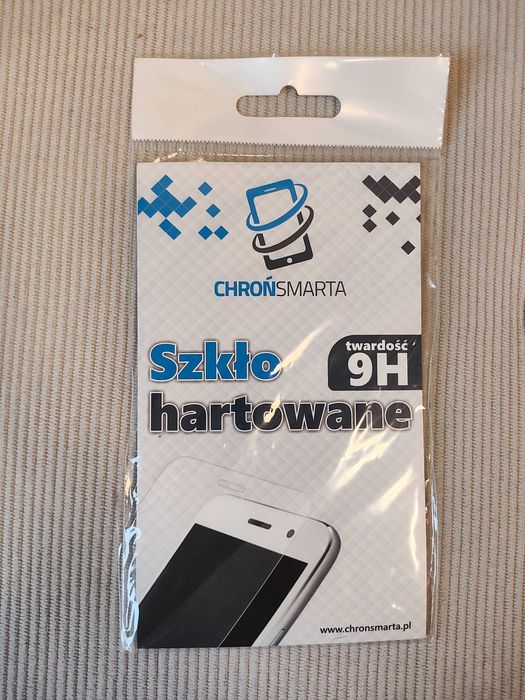 CHROŃSMARTA
twardość
9H
Szkło
hartowane
www.chronsmarta.pl